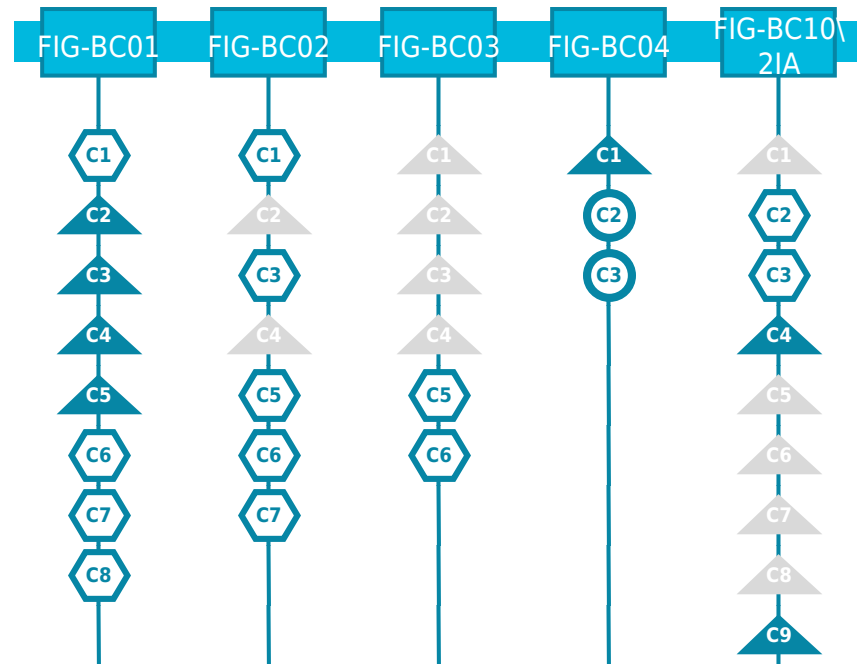 FIG-BC01
FIG-BC02
FIG-BC03
FIG-BC04
FIG-BC10\
2IA
C1
C2
C3
C4
C5
C6
C7
C8
C1
C2
C3
C4
C5
C6
C7
C1
C2
C3
C4
C5
C6
C1
C2
C3
C1
C2
C3
C4
C5
C6
C7
C8
C9